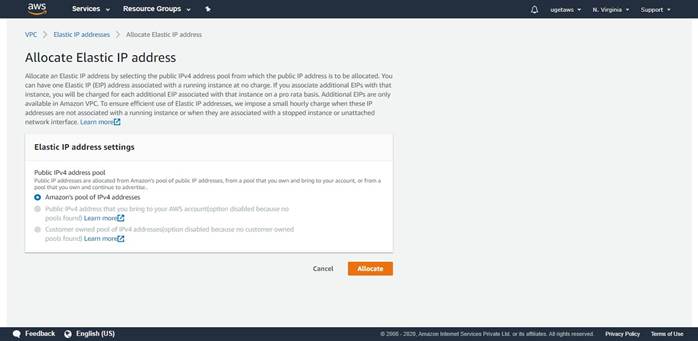 aws Services Resource Groups ugetaws N. Virginia Support
VPC > Elastic IP addresses > Allocate Elastic IP address
Allocate Elastic IP address
Allocate an Elastic IP address by selecting the public IPv4 address pool from which the public IP address is to be allocated. You
can have one Elastic IP (EIP) address associated with a running instance at no charge. If you associate additional EIPs with that
instance, you will be charged for each additional EIP associated with that instance on a pro rata basis. Additional EIPs are only
available in Amazon VPC. To ensure efficient use of Elastic IP addresses, we impose a small hourly charge when these IP
addresses are not associated with a running instance or when they are associated with a stopped instance or unattached
network interface. Learn more
Elastic IP address settings
Public IPv4 address pool
Public IP addresses are allocated from Amazon's pool of public IP addresses, from a pool that you own and bring to your account, or from a
pool that you own and continue to advertise..
Amazon's pool of IPv4 addresses
Public IPv4 address that you bring to your AWS account(option disabled because no
pools found) Learn more
Customer owned pool of IPv4 addresses(option disabled because no customer owned
pools found) Learn more
Cancel Allocate
Feedback English (US) © 2008 - 2020, Amazon Internet Services Private Ltd. or its affiliates. All rights reserved. Privacy Policy Terms of Use